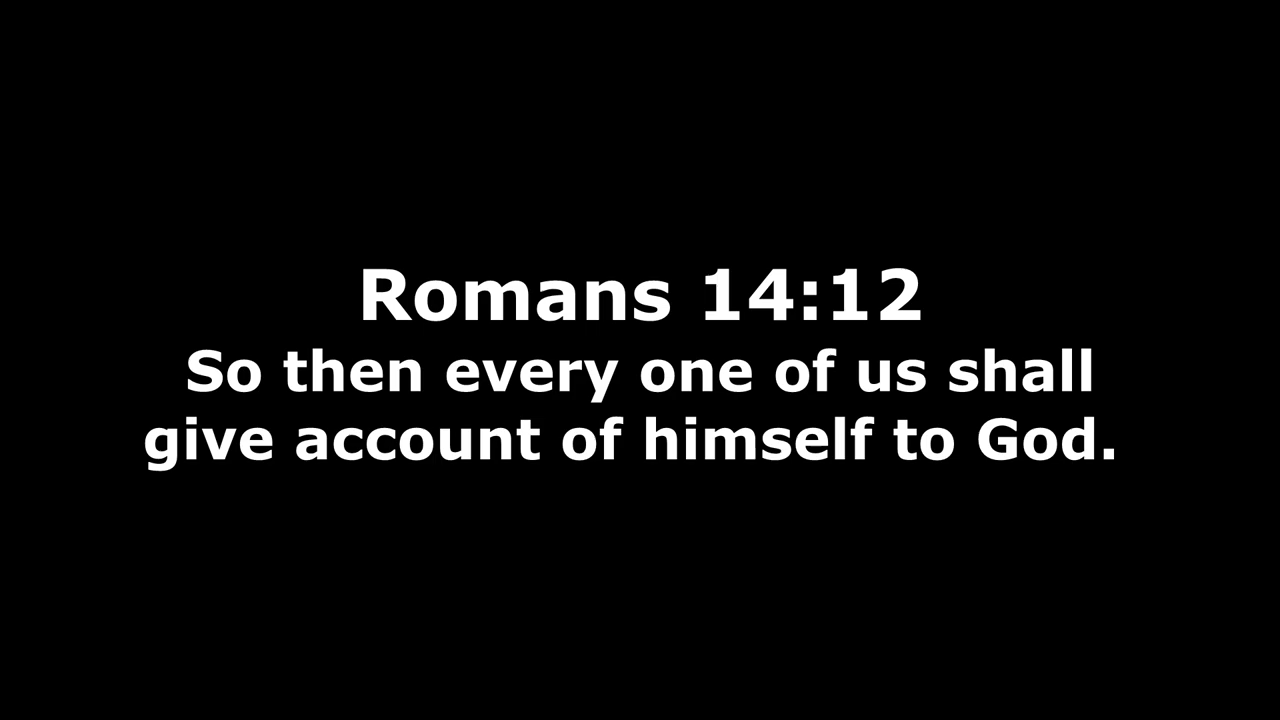 Romans 14:12
So then every one of us shall
give account of himself to God.